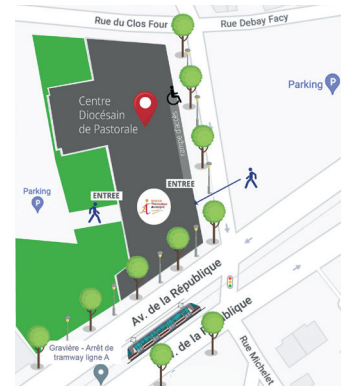 Rue du Clos Four
Rue Debay Facy
Parking
P
Centre
Diocésain
de Pastorale
Parking
P
ENTREE
ENTREE
Av. de la République
Av. de la République
Gravière - Arrêt de
tramway ligne A
Rue Michelet